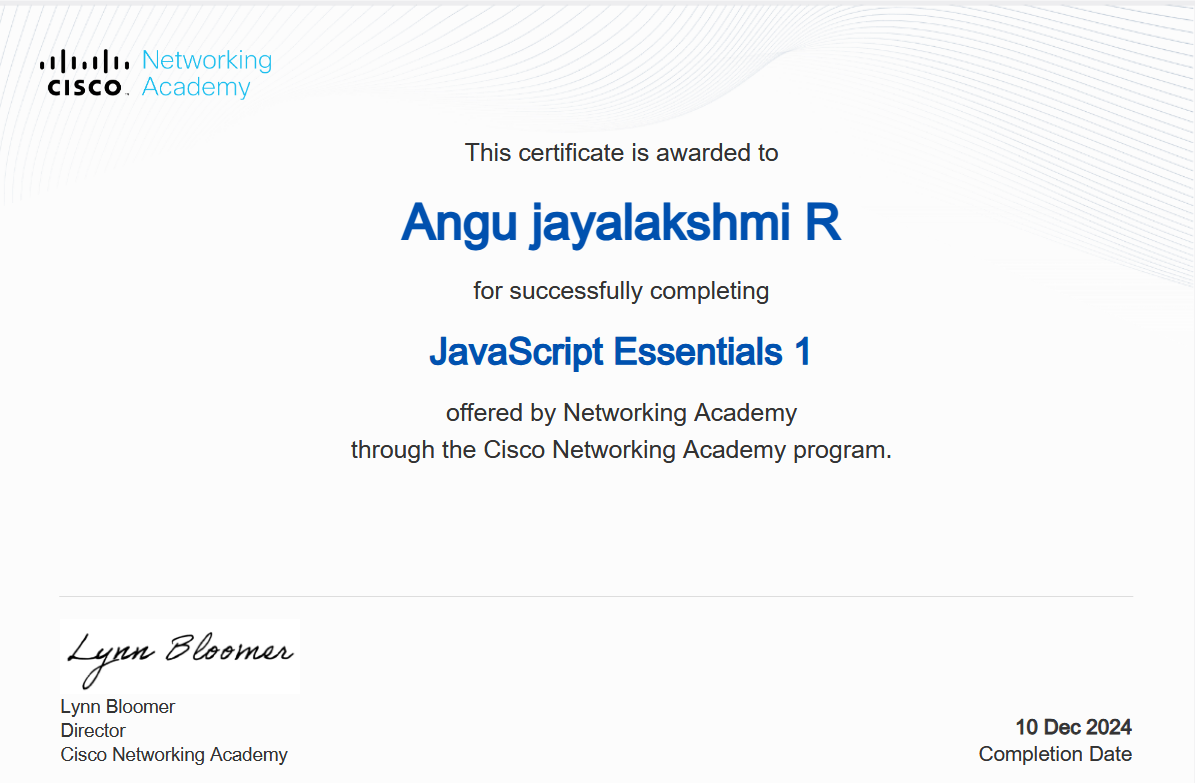 Networking
CISCO Academy
This certificate is awarded to
Angu jayalakshmi R
for successfully completing
JavaScript Essentials 1
offered by Networking Academy
through the Cisco Networking Academy program.
Lynn Bloomer
Lynn Bloomer
Director
Cisco Networking Academy
10 Dec 2024
Completion Date